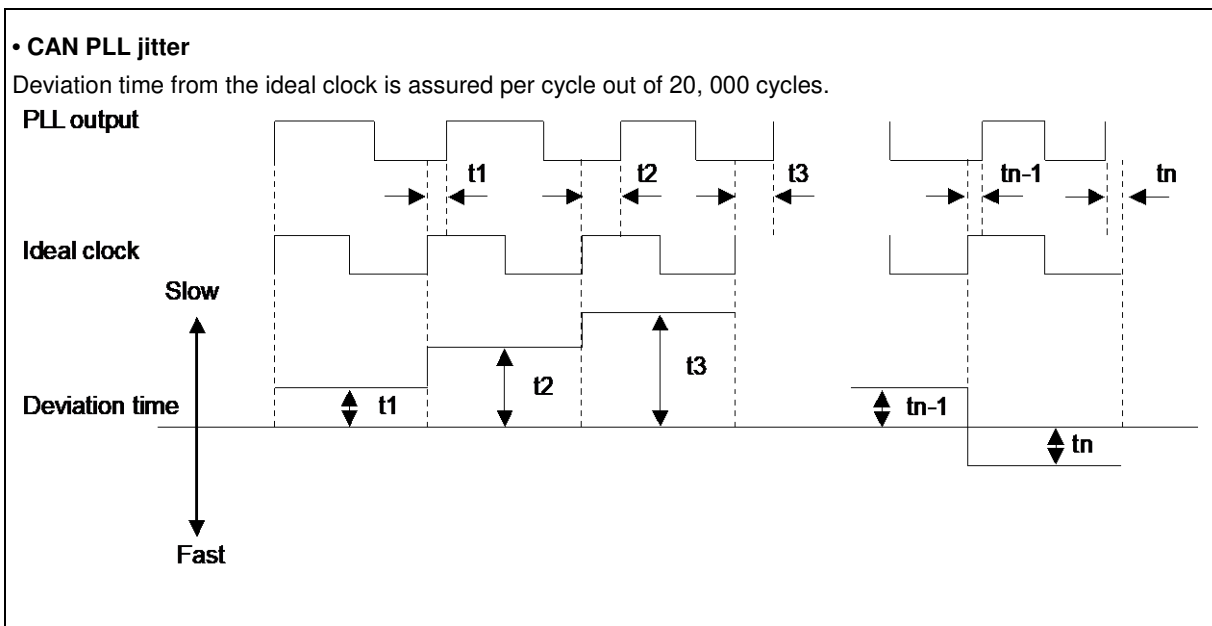 • CAN PLL jitter
Deviation time from the ideal clock is assured per cycle out of 20, 000 cycles.
PLL output
t1
t2
t3
tn-1
tn
Ideal clock
Slow
Deviation time
t1
t2
t3
tn-1
tn
Fast